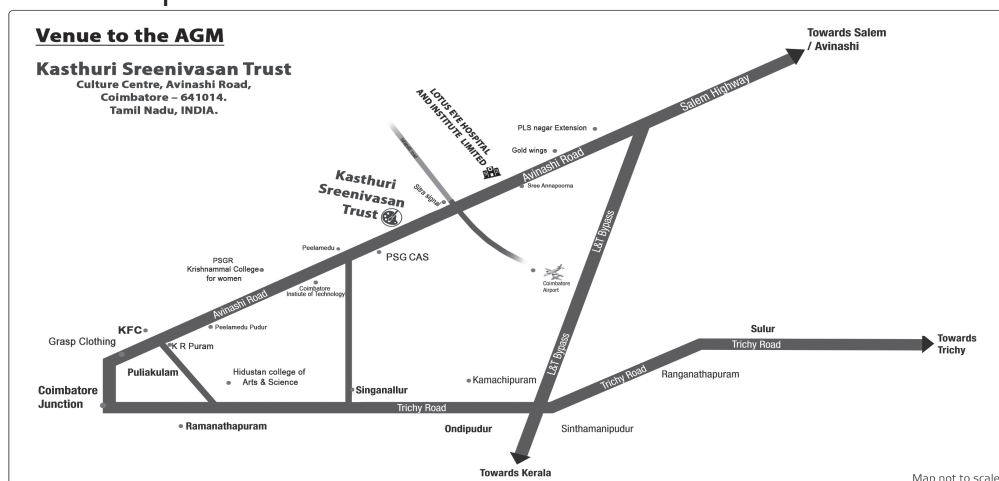 Venue to the AGM
Kasthuri Sreenivasan Trust
Culture Centre, Avinashi Road,
Coimbatore – 641014.
Tamil Nadu, INDIA.
Towards Salem
/ Avinashi
Salem Highway
LOTUS EYE HOSPITAL
AND INSTITUTE LIMITED
PLS nagar Extension
Gold wings
Avinashi Road
Sree Annapoorna
Kasthuri
Sreenivasan
Trust
Sitra signal
L&T Bypass
Peelamedu
PSG CAS
PSGR
Krishnammal College
for women
Coimbatore
Instiute of Technology
Coimbatore
Airport
Avinashi Road
KFC
Peelamedu Pudur
Grasp Clothing
K R Puram
Puliakulam
Hidustan college of
Arts & Science
Sulur
Trichy Road
Towards
Trichy
L&T Bypass
Kamachipuram
Trichy Road
Ranganathapuram
Coimbatore
Junction
Singanallur
Trichy Road
Ramanathapuram
Ondipudur
Sinthamanipudur
Towards Kerala
Map not to scale